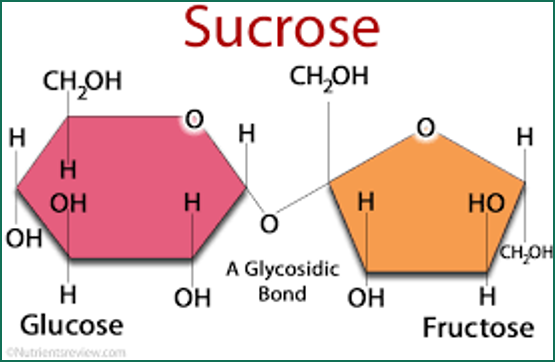 Sucrose
CH₂OH
CH₂OH
O
O
H
H
H
H
OH
H
H
HO
OH
O
CH₂OH
A Glycosidic
Bond
H
OH
OH
H
Glucose
Fructose
©Nutrientsreview.com